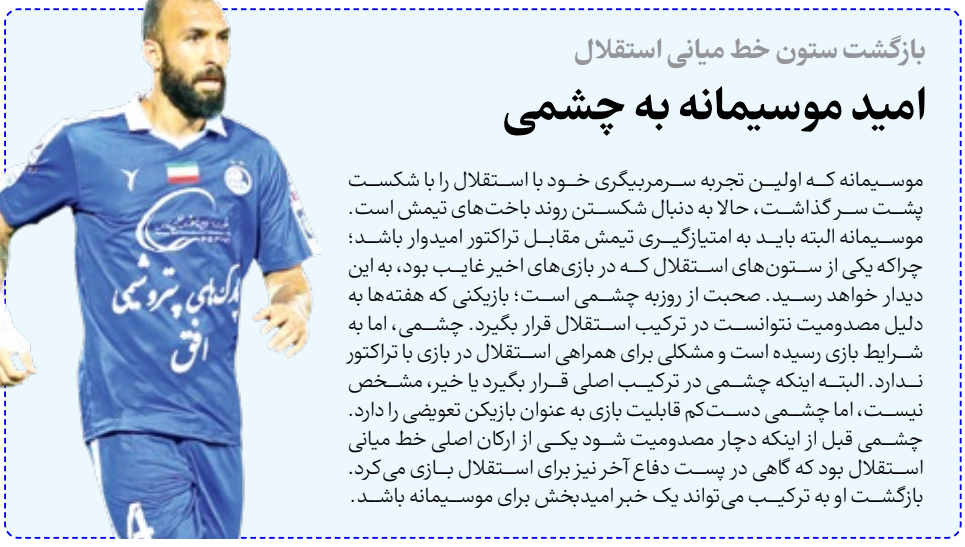 بازگشت ستون خط میانی استقلال
امید موسیمانه به چشمی
موسیمانه که اولین تجربه سرمربیگری خود با استقلال را با شکست
پشت سر گذاشت، حالا به دنبال شکستن روند باخت‌های تیمش است.
موسیمانه البته باید به امتیازگیری تیمش مقابل تراکتور امیدوار باشد؛
چراکه یکی از ستون‌های استقلال که در بازی‌های اخیر غایب بود، به این
دیدار خواهد رسید. صحبت از روزبه چشمی است؛ بازیکنی که هفته‌ها به
دلیل مصدومیت نتوانست در ترکیب استقلال قرار بگیرد. چشمی، اما به
شرایط بازی رسیده است و مشکلی برای همراهی استقلال در بازی با تراکتور
ندارد. البته اینکه چشمی در ترکیب اصلی قرار بگیرد یا خیر، مشخص
نیست، اما چشمی دست‌کم قابلیت بازی به عنوان بازیکن تعویضی را دارد.
چشمی قبل از اینکه دچار مصدومیت شود یکی از ارکان اصلی خط میانی
استقلال بود که گاهی در پست دفاع آخر نیز برای استقلال بازی می‌کرد.
بازگشت او به ترکیب می‌تواند یک خبر امیدبخش برای موسیمانه باشد.
پتروشیمی
افق
4